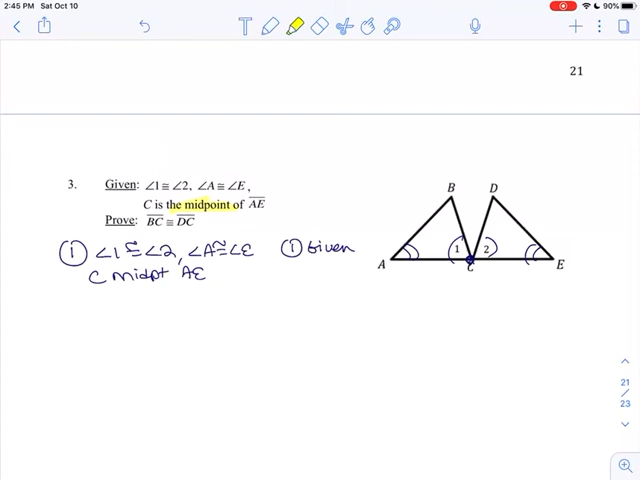 2:45 PM Sat Oct 10
90%
21
3. Given: ∠1 ≅ ∠2, ∠A ≅ ∠E,
C is the midpoint of AE
Prove: BC ≅ DC
① ∠1 ≅ ∠2, ∠A ≅ ∠E ① Given
C midpt AE
B D
1 2
A C E
21
/
23